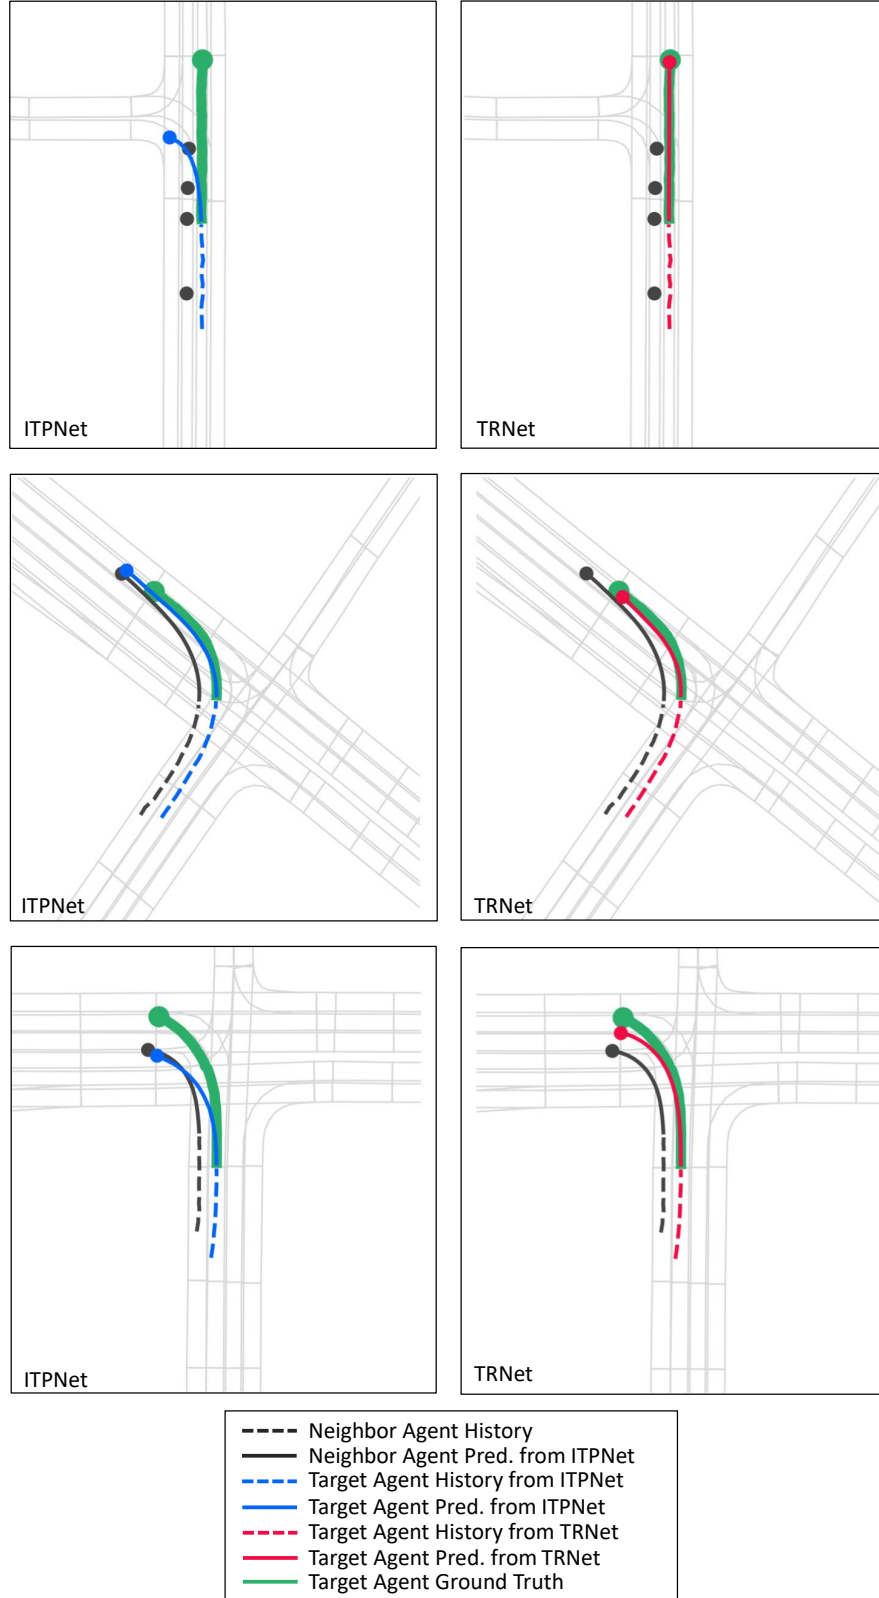 ITPNet
TRNet
ITPNet
TRNet
ITPNet
TRNet
Neighbor Agent History
Neighbor Agent Pred. from ITPNet
Target Agent History from ITPNet
Target Agent Pred. from ITPNet
Target Agent History from TRNet
Target Agent Pred. from TRNet
Target Agent Ground Truth